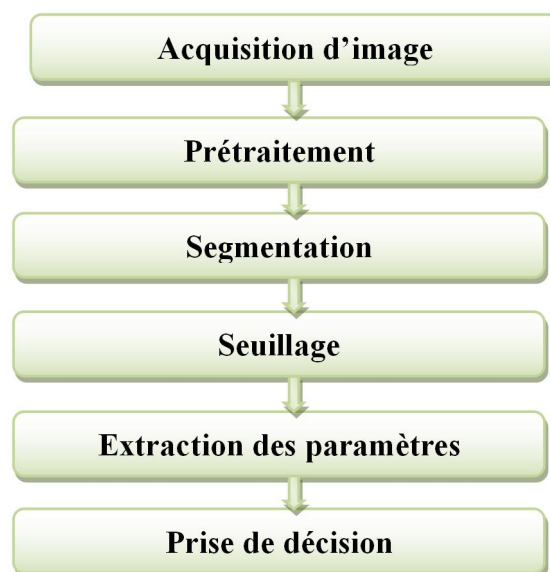 Acquisition d’image
Prétraitement
Segmentation
Seuillage
Extraction des paramètres
Prise de décision